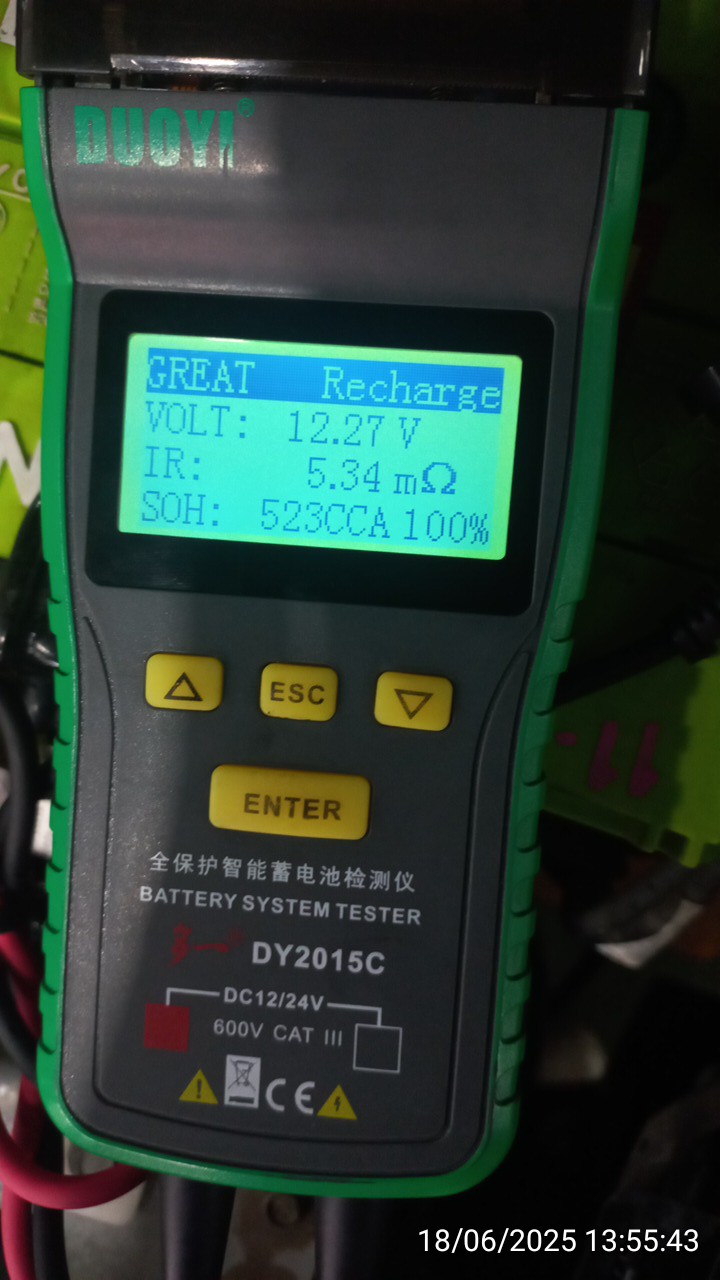 DUOYI®
GREAT Recharge
VOLT: 12.27 V
IR: 5.34 mΩ
SOH: 523CCA 100%
ESC
ENTER
全保护智能蓄电池检测仪
BATTERY SYSTEM TESTER
多一® DY2015C
DC12/24V
600V CAT III
CE
18/06/2025 13:55:43